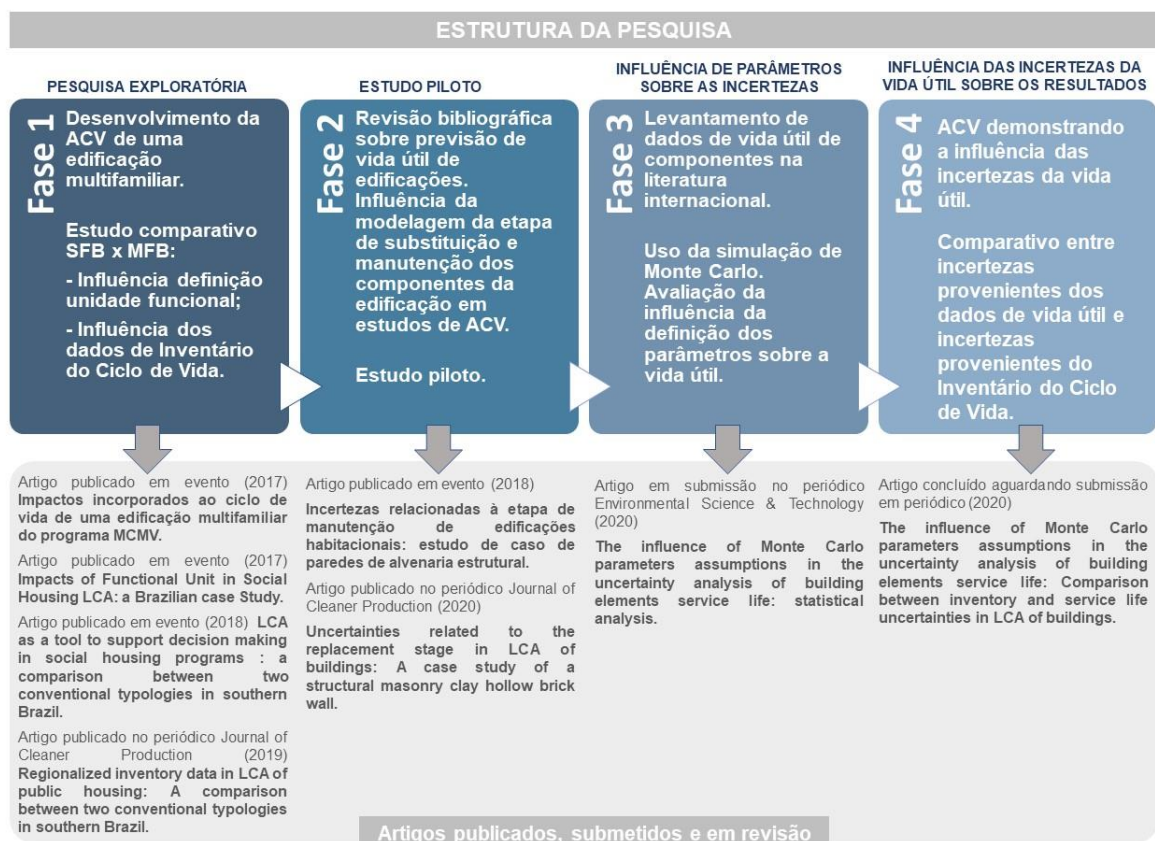 ESTRUTURA DA PESQUISA
PESQUISA EXPLORATÓRIA
Fase 1
Desenvolvimento da
ACV de uma
edificação
multifamiliar.
Estudo comparativo
SFB x MFB:
- Influência definição
unidade funcional;
- Influência dos
dados de Inventário
do Ciclo de Vida.
ESTUDO PILOTO
Fase 2
Revisão bibliográfica
sobre previsão de
vida útil de
edificações.
Influência da
modelagem da etapa
de substituição e
manutenção dos
componentes da
edificação em
estudos de ACV.
Estudo piloto.
INFLUÊNCIA DE PARÂMETROS
SOBRE AS INCERTEZAS
Fase 3
Levantamento de
dados de vida útil de
componentes na
literatura
internacional.
Uso da simulação de
Monte Carlo.
Avaliação da
influência da
definição dos
parâmetros sobre a
vida útil.
INFLUÊNCIA DAS INCERTEZAS DA
VIDA ÚTIL SOBRE OS RESULTADOS
Fase 4
ACV demonstrando
a influência das
incertezas da vida
útil.
Comparativo entre
incertezas
provenientes dos
dados de vida útil e
incertezas
provenientes do
Inventário do Ciclo
de Vida.
Artigo publicado em evento (2017)
Impactos incorporados ao ciclo de
vida de uma edificação multifamiliar
do programa MCMV.
Artigo publicado em evento (2017)
Impacts of Functional Unit in Social
Housing LCA: a Brazilian case Study.
Artigo publicado em evento (2018) LCA
as a tool to support decision making
in social housing programs : a
comparison between two
conventional typologies in southern
Brazil.
Artigo publicado no periódico Journal of
Cleaner Production (2019)
Regionalized inventory data in LCA of
public housing: A comparison
between two conventional typologies
in southern Brazil.
Artigo publicado em evento (2018)
Incertezas relacionadas à etapa de
manutenção de edificações
habitacionais: estudo de caso de
paredes de alvenaria estrutural.
Artigo publicado no periódico Journal of
Cleaner Production (2020)
Uncertainties related to the
replacement stage in LCA of
buildings: A case study of a
structural masonry clay hollow brick
wall.
Artigo em submissão no periódico
Environmental Science & Technology
(2020)
The influence of Monte Carlo
parameters assumptions in the
uncertainty analysis of building
elements service life: statistical
analysis.
Artigo concluído aguardando submissão
em periódico (2020)
The influence of Monte Carlo
parameters assumptions in the
uncertainty analysis of building
elements service life: Comparison
between inventory and service life
uncertainties in LCA of buildings.
Artigos publicados, submetidos e em revisão